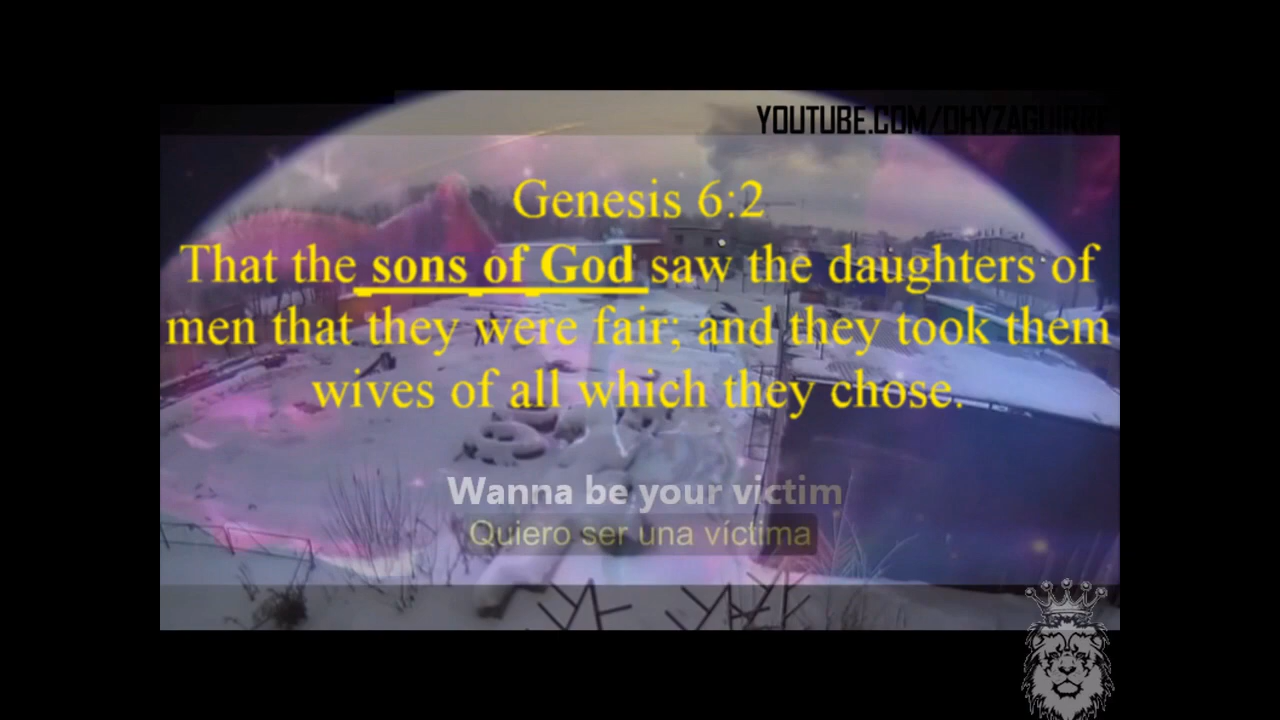 YOUTUBE.COM/OHYZAGUIRRE
Genesis 6:2
That the sons of God saw the daughters of
men that they were fair; and they took them
wives of all which they chose.
Wanna be your victim
Quiero ser una víctima